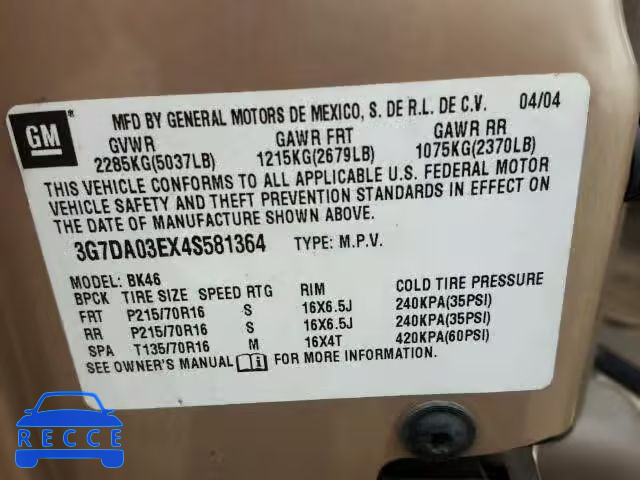 GM
MFD BY GENERAL MOTORS DE MEXICO, S. DE R.L. DE C.V. 04/04
GVWR GAWR FRT GAWR RR
2285KG(5037LB) 1215KG(2679LB) 1075KG(2370LB)
THIS VEHICLE CONFORMS TO ALL APPLICABLE U.S. FEDERAL MOTOR
VEHICLE SAFETY AND THEFT PREVENTION STANDARDS IN EFFECT ON
THE DATE OF MANUFACTURE SHOWN ABOVE.
3G7DA03EX4S581364 TYPE: M.P.V.
MODEL: BK46
BPCK TIRE SIZE SPEED RTG RIM COLD TIRE PRESSURE
FRT P215/70R16 S 16X6.5J 240KPA(35PSI)
RR P215/70R16 S 16X6.5J 240KPA(35PSI)
SPA T135/70R16 M 16X4T 420KPA(60PSI)
SEE OWNER'S MANUAL FOR MORE INFORMATION.
RECCE